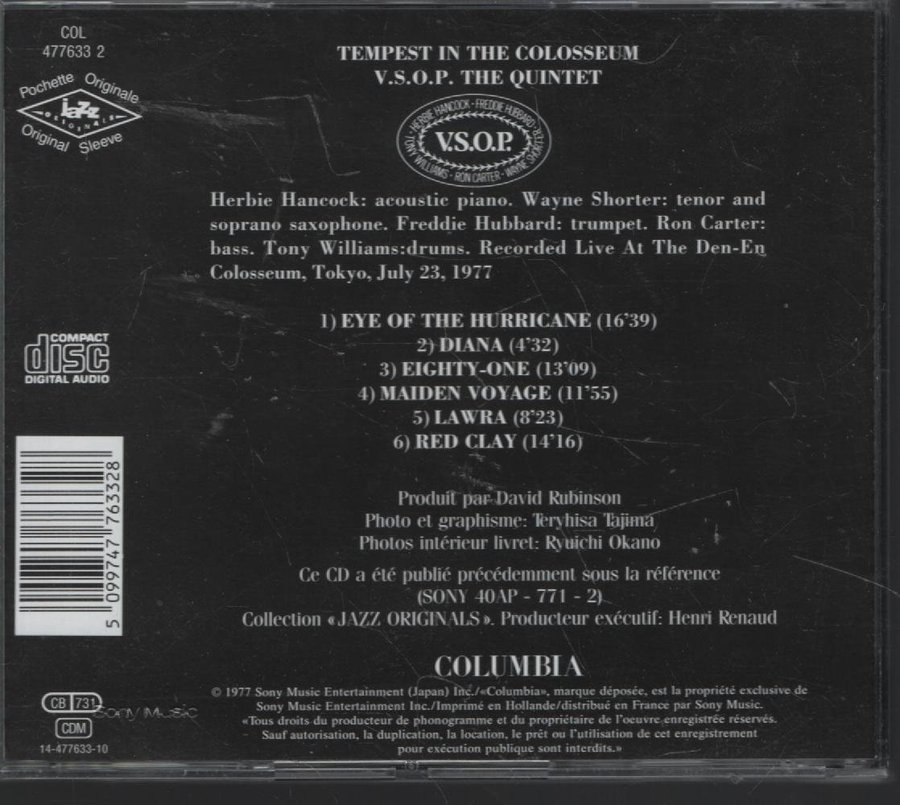 COL
477633 2
Pochette Originale
jazz
ORIGINALS
Original Sleeve
TEMPEST IN THE COLOSSEUM
V.S.O.P. THE QUINTET
HERBIE HANCOCK - FREDDIE HUBBARD -
V.S.O.P.
TONY WILLIAMS - RON CARTER - WAYNE SHORTER
Herbie Hancock: acoustic piano. Wayne Shorter: tenor and
soprano saxophone. Freddie Hubbard: trumpet. Ron Carter:
bass. Tony Williams:drums. Recorded Live At The Den-En
Colosseum, Tokyo, July 23, 1977
1) EYE OF THE HURRICANE (16'39)
2) DIANA (4'32)
3) EIGHTY-ONE (13'09)
4) MAIDEN VOYAGE (11'55)
5) LAWRA (8'23)
6) RED CLAY (14'16)
COMPACT
disc
DIGITAL AUDIO
5 099747 763328
Produit par David Rubinson
Photo et graphisme: Teryhisa Tajima
Photos intérieur livret: Ryuichi Okano
Ce CD a été publié précédemment sous la référence
(SONY 40AP - 771 - 2)
Collection «JAZZ ORIGINALS». Producteur exécutif: Henri Renaud
COLUMBIA
© 1977 Sony Music Entertainment (Japan) Inc./«Columbia», marque déposée, est la propriété exclusive de
Sony Music Entertainment Inc./Imprimé en Hollande/distribué en France par Sony Music.
«Tous droits du producteur de phonogramme et du propriétaire de l'oeuvre enregistrée réservés.
Sauf autorisation, la duplication, la location, le prêt ou l'utilisation de cet enregistrement
pour exécution publique sont interdits.»
CB 731
Sony Music
CDM
14-477633-10